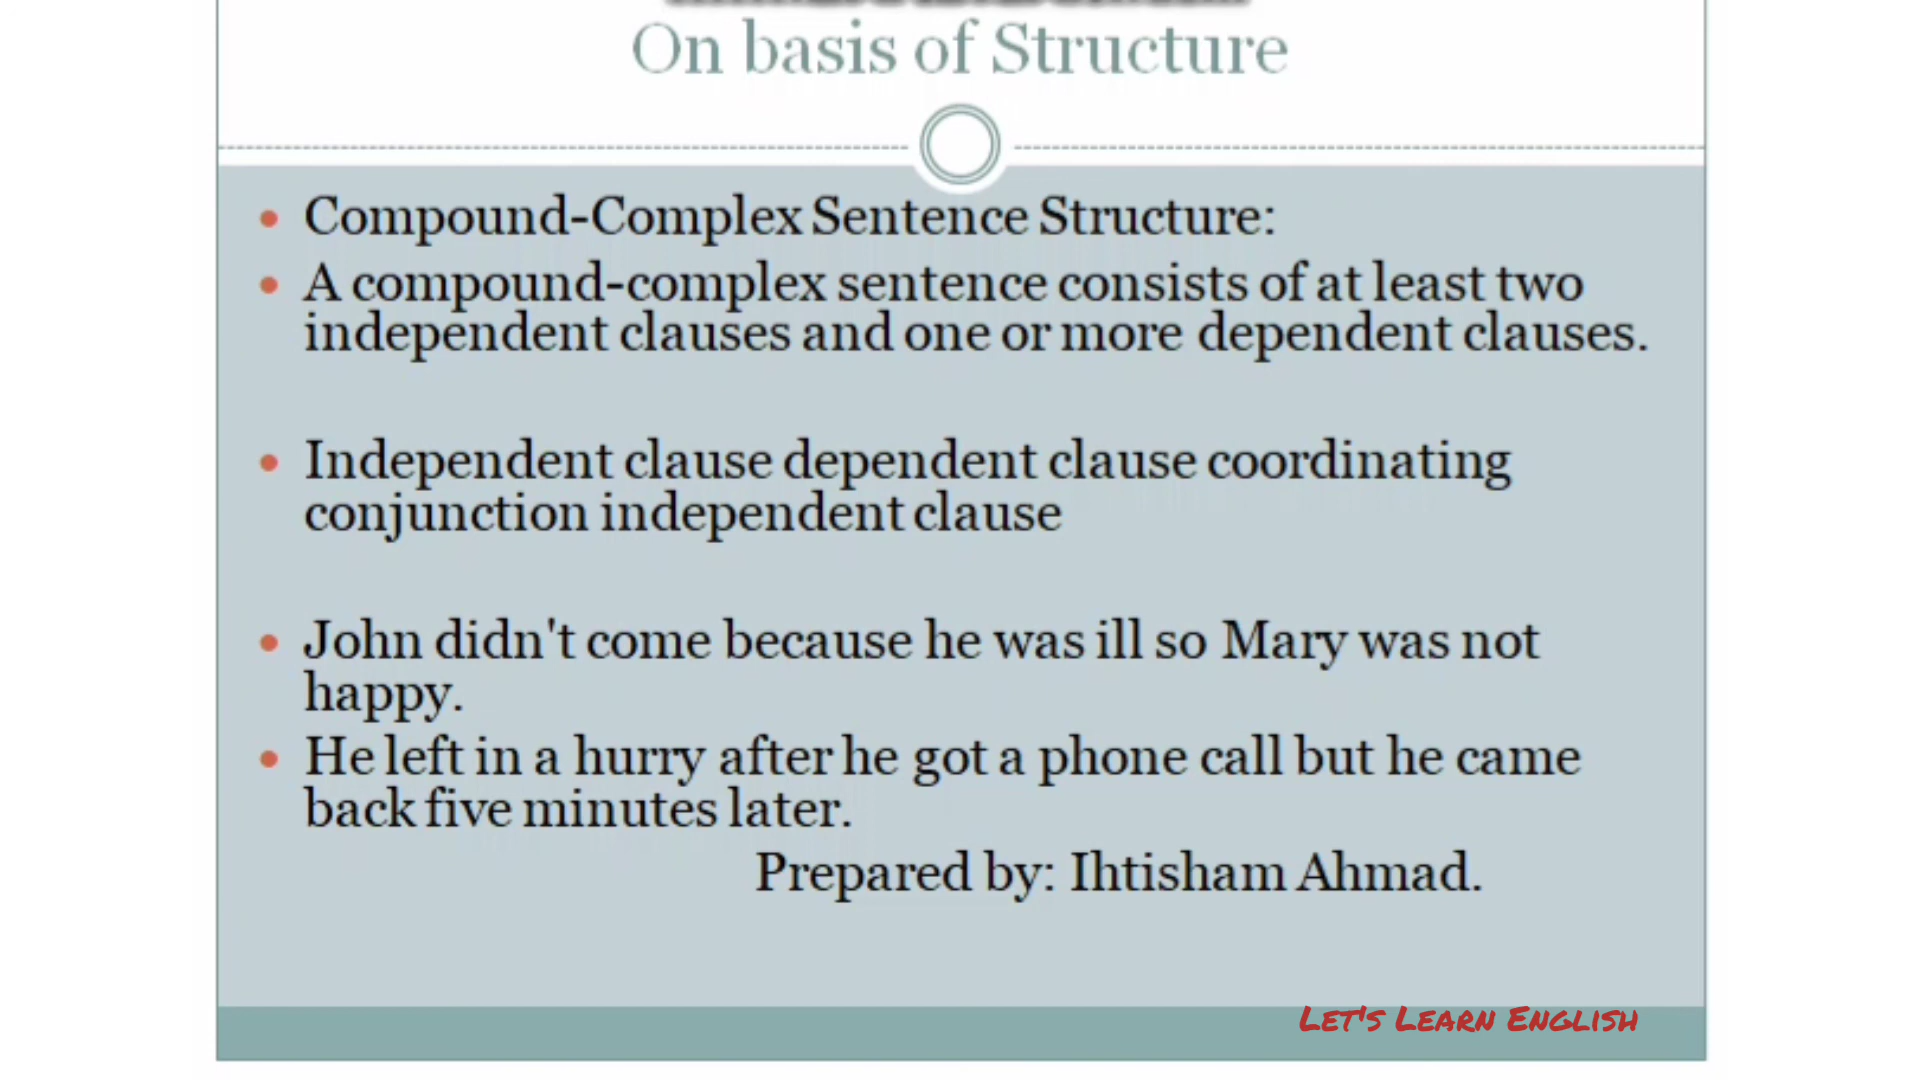 On basis of Structure
Compound-Complex Sentence Structure:
A compound-complex sentence consists of at least two
independent clauses and one or more dependent clauses.
Independent clause dependent clause coordinating
conjunction independent clause
John didn't come because he was ill so Mary was not
happy.
He left in a hurry after he got a phone call but he came
back five minutes later.
Prepared by: Ihtisham Ahmad.
LET'S LEARN ENGLISH